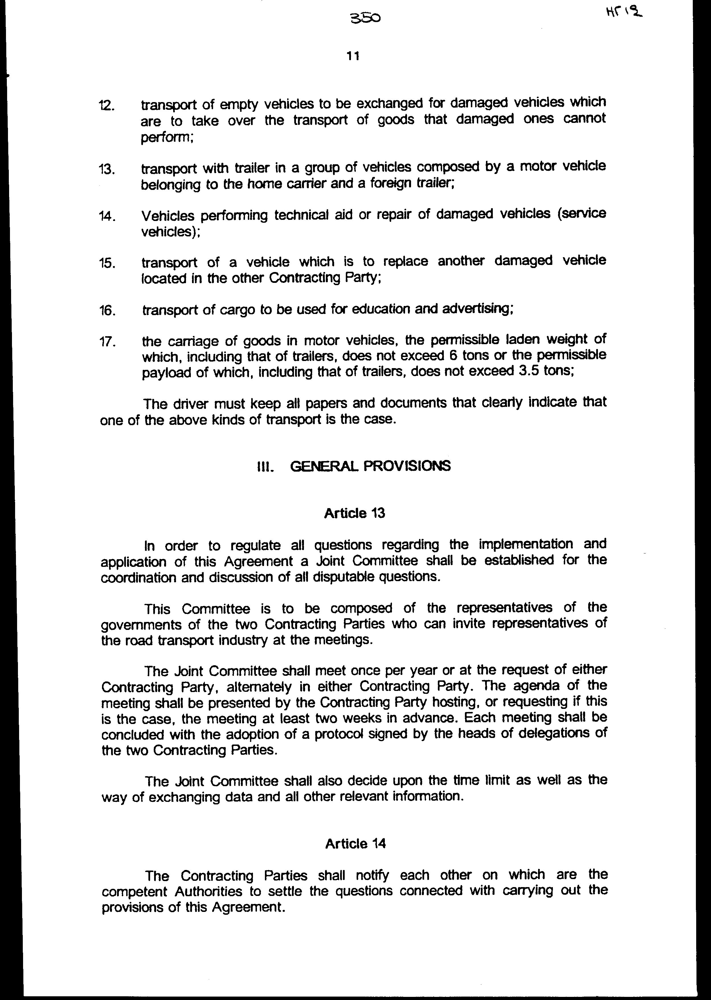 350
11
12. transport of empty vehicles to be exchanged for damaged vehicles which
are to take over the transport of goods that damaged ones cannot
perform;
13. transport with trailer in a group of vehicles composed by a motor vehicle
belonging to the home carrier and a foreign trailer;
14. Vehicles performing technical aid or repair of damaged vehicles (service
vehicles);
15. transport of a vehicle which is to replace another damaged vehicle
located in the other Contracting Party;
16. transport of cargo to be used for education and advertising;
17. the carriage of goods in motor vehicles, the permissible laden weight of
which, including that of trailers, does not exceed 6 tons or the permissible
payload of which, including that of trailers, does not exceed 3.5 tons;
The driver must keep all papers and documents that clearly indicate that
one of the above kinds of transport is the case.
III. GENERAL PROVISIONS
Article 13
In order to regulate all questions regarding the implementation and
application of this Agreement a Joint Committee shall be established for the
coordination and discussion of all disputable questions.
This Committee is to be composed of the representatives of the
governments of the two Contracting Parties who can invite representatives of
the road transport industry at the meetings.
The Joint Committee shall meet once per year or at the request of either
Contracting Party, alternately in either Contracting Party. The agenda of the
meeting shall be presented by the Contracting Party hosting, or requesting if this
is the case, the meeting at least two weeks in advance. Each meeting shall be
concluded with the adoption of a protocol signed by the heads of delegations of
the two Contracting Parties.
The Joint Committee shall also decide upon the time limit as well as the
way of exchanging data and all other relevant information.
Article 14
The Contracting Parties shall notify each other on which are the
competent Authorities to settle the questions connected with carrying out the
provisions of this Agreement.